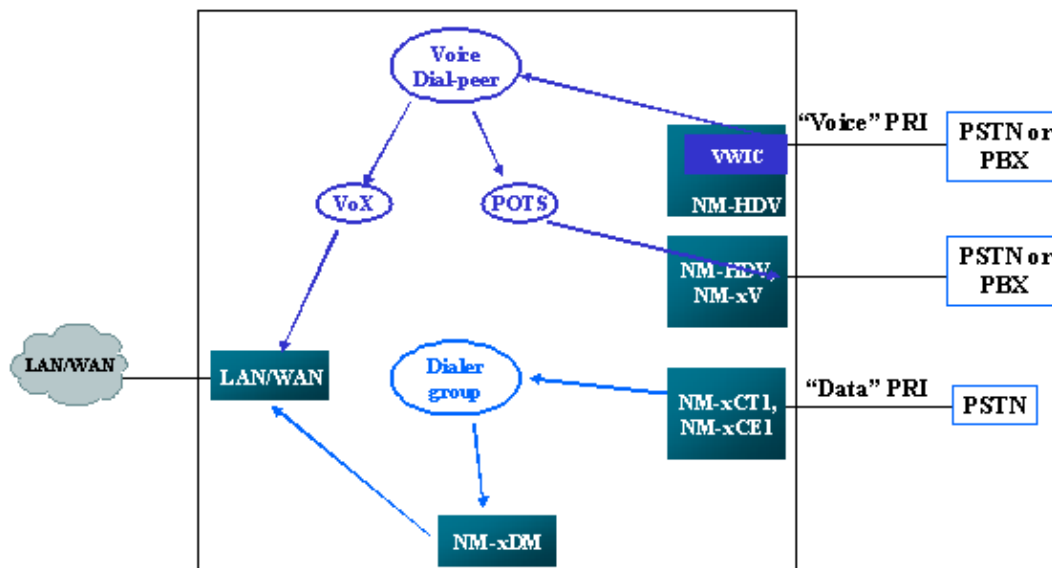 Voice
Dial-peer
"Voice" PRI
PSTN or
PBX
VWIC
NM-HDV
VoX
POTS
NM-HDV,
NM-xV
PSTN or
PBX
LAN/WAN
LAN/WAN
Dialer
group
NM-xCT1,
NM-xCE1
"Data" PRI
PSTN
NM-xDM